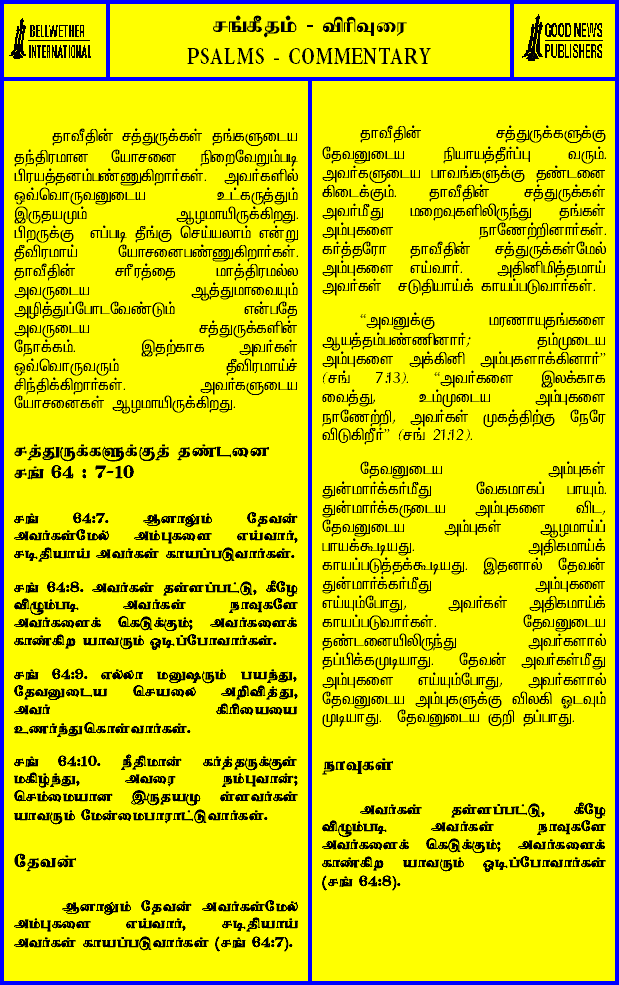 BELLWETHER
INTERNATIONAL
சங்கீதம் - விரிவுரை
PSALMS - COMMENTARY
GOOD NEWS
PUBLISHERS
தாவீதின் சத்துருக்கள் தங்களுடைய
தந்திரமான யோசனை நிறைவேறும்படி
பிரயத்தனம்பண்ணுகிறார்கள். அவர்களில்
ஒவ்வொருவனுடைய உட்கருத்தும்
இருதயமும் ஆழமாயிருக்கிறது.
பிறருக்கு எப்படி தீங்கு செய்யலாம் என்று
தீவிரமாய் யோசனைபண்ணுகிறார்கள்.
தாவீதின் சரீரத்தை மாத்திரமல்ல
அவருடைய ஆத்துமாவையும்
அழித்துப்போடவேண்டும் என்பதே
அவருடைய சத்துருக்களின்
நோக்கம். இதற்காக அவர்கள்
ஒவ்வொருவரும் தீவிரமாய்ச்
சிந்திக்கிறார்கள். அவர்களுடைய
யோசனைகள் ஆழமாயிருக்கிறது.
சத்துருக்களுக்குத் தண்டனை
சங் 64 : 7-10
சங் 64:7. ஆனாலும் தேவன்
அவர்கள்மேல் அம்புகளை எய்வார்,
சடிதியாய் அவர்கள் காயப்படுவார்கள்.
சங் 64:8. அவர்கள் தள்ளப்பட்டு, கீழே
விழும்படி அவர்கள் நாவுகளே
அவர்களைக் கெடுக்கும்; அவர்களைக்
காண்கிற யாவரும் ஓடிப்போவார்கள்.
சங் 64:9. எல்லா மனுஷரும் பயந்து,
தேவனுடைய செயலை அறிவித்து,
அவர் கிரியையை
உணர்ந்துகொள்வார்கள்.
சங் 64:10. நீதிமான் கர்த்தருக்குள்
மகிழ்ந்து, அவரை நம்புவான்;
செம்மையான இருதயமு ள்ளவர்கள்
யாவரும் மேன்மைபாராட்டுவார்கள்.
தேவன்
ஆனாலும் தேவன் அவர்கள்மேல்
அம்புகளை எய்வார், சடிதியாய்
அவர்கள் காயப்படுவார்கள் (சங் 64:7).
தாவீதின் சத்துருக்களுக்கு
தேவனுடைய நியாயத்தீர்ப்பு வரும்.
அவர்களுடைய பாவங்களுக்கு தண்டனை
கிடைக்கும். தாவீதின் சத்துருக்கள்
அவர்மீது மறைவுகளிலிருந்து தங்கள்
அம்புகளை நாணேற்றினார்கள்.
கர்த்தரோ தாவீதின் சத்துருக்கள்மேல்
அம்புகளை எய்வார். அதினிமித்தமாய்
அவர்கள் சடுதியாய்க் காயப்படுவார்கள்.
“அவனுக்கு மரணாயுதங்களை
ஆயத்தம்பண்ணினார்; தம்முடைய
அம்புகளை அக்கினி அம்புகளாக்கினார்”
(சங் 7:13). “அவர்களை இலக்காக
வைத்து, உம்முடைய அம்புகளை
நாணேற்றி, அவர்கள் முகத்திற்கு நேரே
விடுகிறீர்” (சங் 21:12).
தேவனுடைய அம்புகள்
துன்மார்க்கர்மீது வேகமாகப் பாயும்.
துன்மார்க்கருடைய அம்புகளை விட,
தேவனுடைய அம்புகள் ஆழமாய்ப்
பாயக்கூடியது. அதிகமாய்க்
காயப்படுத்தக்கூடியது. இதனால் தேவன்
துன்மார்க்கர்மீது அம்புகளை
எய்யும்போது, அவர்கள் அதிகமாய்க்
காயப்படுவார்கள். தேவனுடைய
தண்டனையிலிருந்து அவர்களால்
தப்பிக்கமுடியாது. தேவன் அவர்கள்மீது
அம்புகளை எய்யும்போது, அவர்களால்
தேவனுடைய அம்புகளுக்கு விலகி ஓடவும்
முடியாது. தேவனுடைய குறி தப்பாது.
நாவுகள்
அவர்கள் தள்ளப்பட்டு, கீழே
விழும்படி அவர்கள் நாவுகளே
அவர்களைக் கெடுக்கும்; அவர்களைக்
காண்கிற யாவரும் ஓடிப்போவார்கள்
(சங் 64:8).